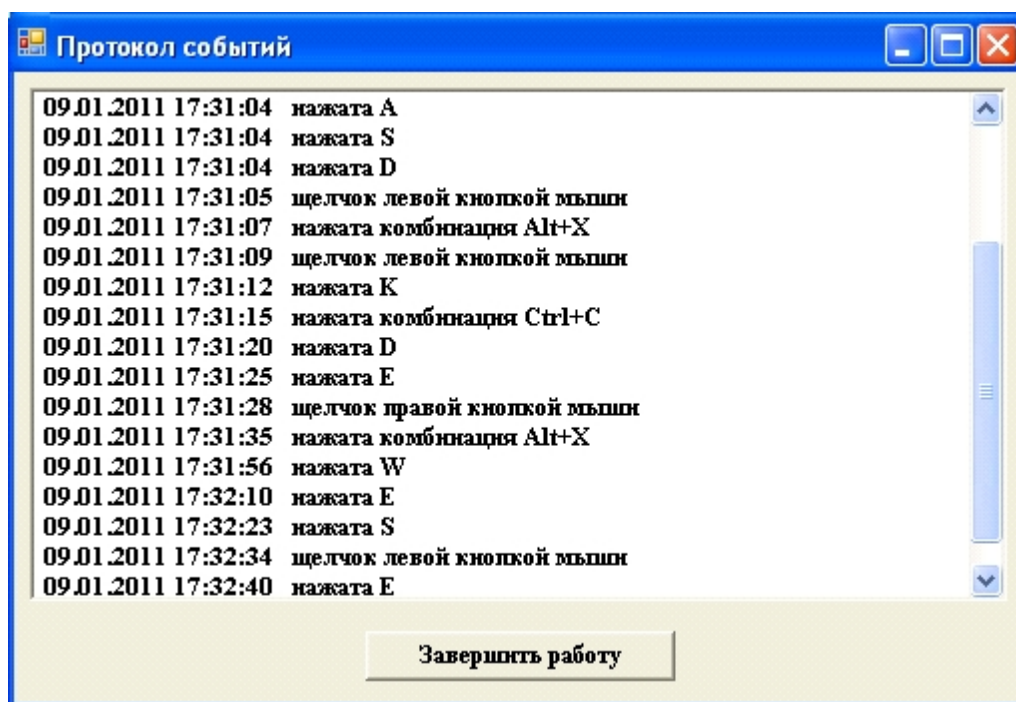 Протокол событий
09.01.2011 17:31:04 нажата A
09.01.2011 17:31:04 нажата S
09.01.2011 17:31:04 нажата D
09.01.2011 17:31:05 щелчок левой кнопкой мыши
09.01.2011 17:31:07 нажата комбинация Alt+X
09.01.2011 17:31:09 щелчок левой кнопкой мыши
09.01.2011 17:31:12 нажата K
09.01.2011 17:31:15 нажата комбинация Ctrl+C
09.01.2011 17:31:20 нажата D
09.01.2011 17:31:25 нажата E
09.01.2011 17:31:28 щелчок правой кнопкой мыши
09.01.2011 17:31:35 нажата комбинация Alt+X
09.01.2011 17:31:56 нажата W
09.01.2011 17:32:10 нажата E
09.01.2011 17:32:23 нажата S
09.01.2011 17:32:34 щелчок левой кнопкой мыши
09.01.2011 17:32:40 нажата E
Завершить работу